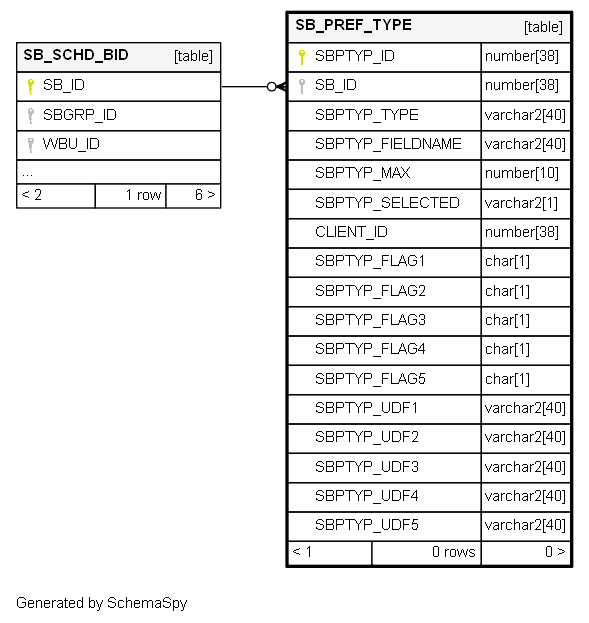 SB_SCHD_BID [table]
SB_ID
SBGRP_ID
WBU_ID
...
< 2 1 row 6 >
SB_PREF_TYPE [table]
SBPTYP_ID number[38]
SB_ID number[38]
SBPTYP_TYPE varchar2[40]
SBPTYP_FIELDNAME varchar2[40]
SBPTYP_MAX number[10]
SBPTYP_SELECTED varchar2[1]
CLIENT_ID number[38]
SBPTYP_FLAG1 char[1]
SBPTYP_FLAG2 char[1]
SBPTYP_FLAG3 char[1]
SBPTYP_FLAG4 char[1]
SBPTYP_FLAG5 char[1]
SBPTYP_UDF1 varchar2[40]
SBPTYP_UDF2 varchar2[40]
SBPTYP_UDF3 varchar2[40]
SBPTYP_UDF4 varchar2[40]
SBPTYP_UDF5 varchar2[40]
< 1 0 rows 0 >
Generated by SchemaSpy